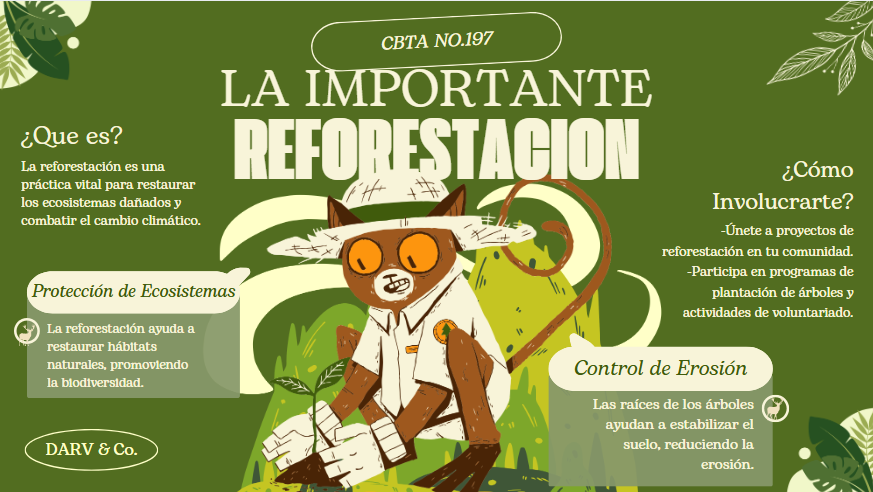 CBTA NO.197
LA IMPORTANTE
REFORESTACION
¿Que es?
La reforestación es una
práctica vital para restaurar
los ecosistemas dañados y
combatir el cambio climático.
Protección de Ecosistemas
La reforestación ayuda a
restaurar hábitats
naturales, promoviendo
la biodiversidad.
DARV & Co.
¿Cómo
Involucrarte?
-Únete a proyectos de
reforestación en tu comunidad.
-Participa en programas de
plantación de árboles y
actividades de voluntariado.
Control de Erosión
Las raíces de los árboles
ayudan a estabilizar el
suelo, reduciendo la
erosión.